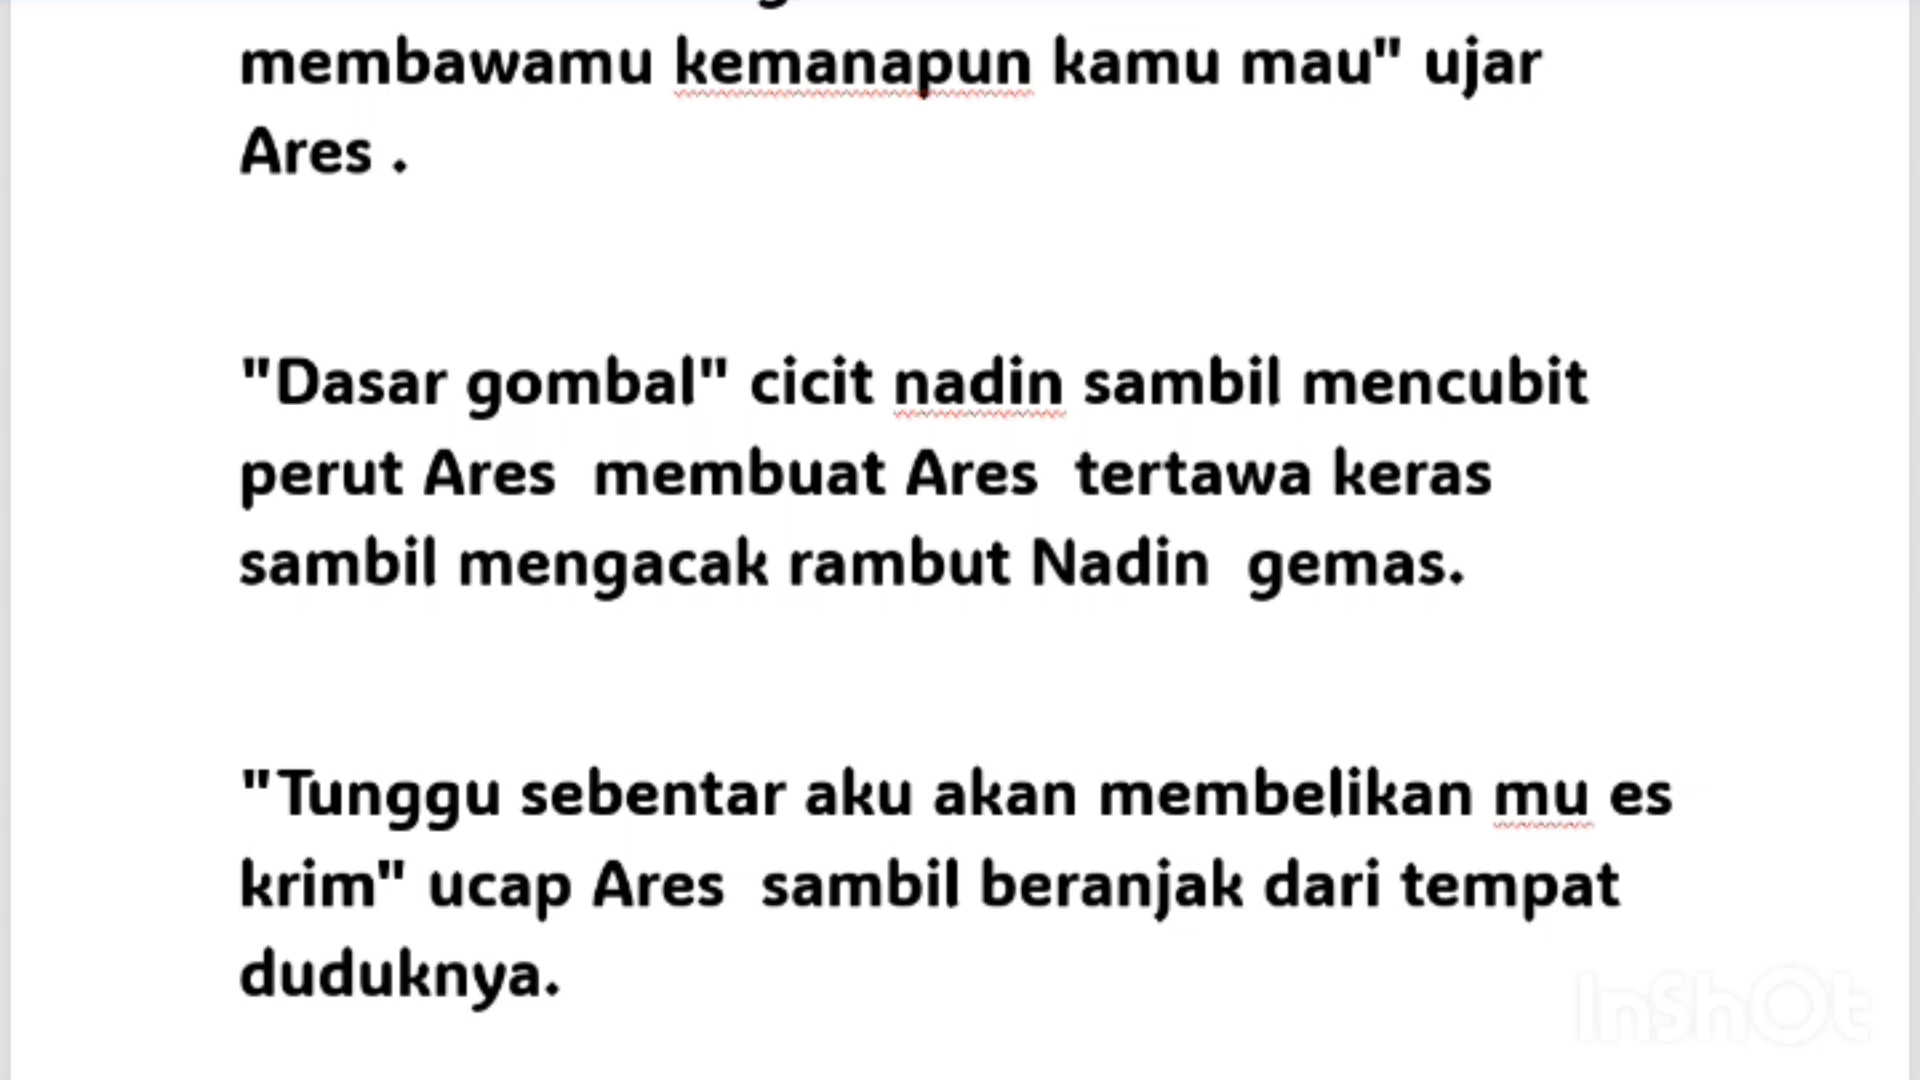 membawamu kemanapun kamu mau" ujar
Ares .
"Dasar gombal" cicit nadin sambil mencubit
perut Ares  membuat Ares  tertawa keras
sambil mengacak rambut Nadin  gemas.
"Tunggu sebentar aku akan membelikan mu es
krim" ucap Ares  sambil beranjak dari tempat
duduknya.
InShOt